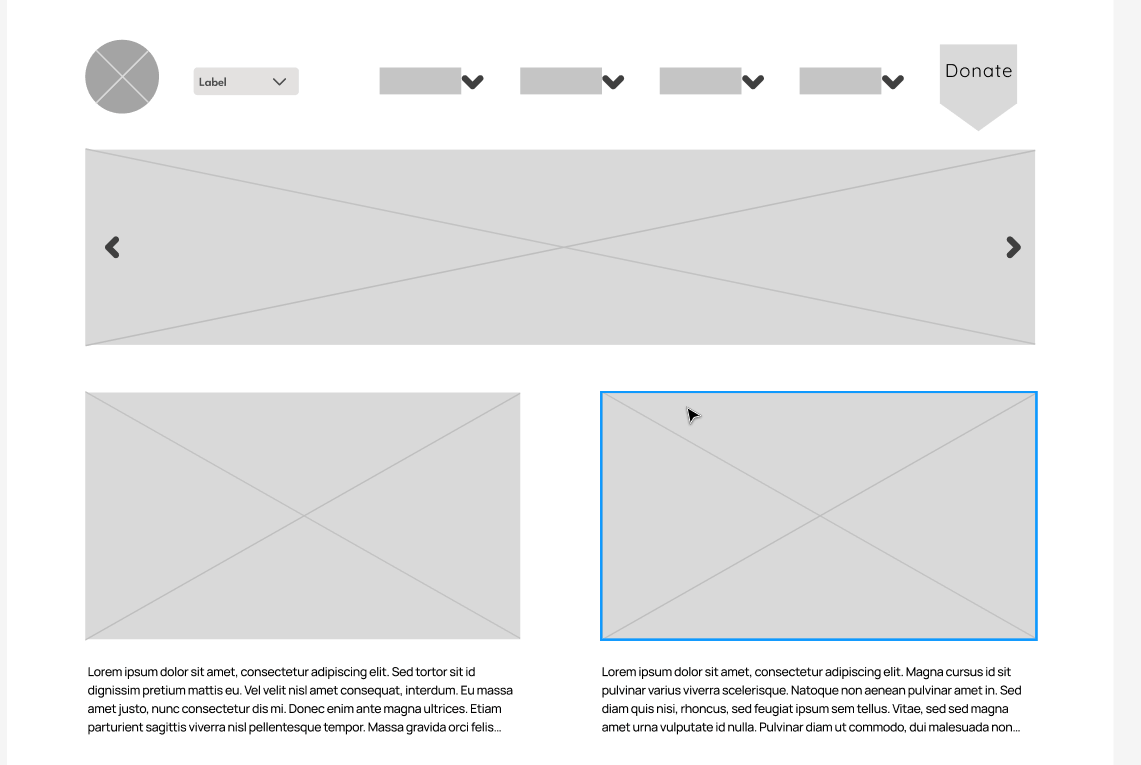 Label
Donate
Lorem ipsum dolor sit amet, consectetur adipiscing elit. Sed tortor sit id
dignissim pretium mattis eu. Vel velit nisl amet consequat, interdum. Eu massa
amet justo, nunc consectetur dis mi. Donec enim ante magna ultrices. Etiam
parturient sagittis viverra nisl pellentesque tempor. Massa gravida orci felis...
Lorem ipsum dolor sit amet, consectetur adipiscing elit. Magna cursus id sit
pulvinar varius viverra scelerisque. Natoque non aenean pulvinar amet in. Sed
diam quis nisi, rhoncus, sed feugiat ipsum sem tellus. Vitae, sed sed magna
amet urna vulputate id nulla. Pulvinar diam ut commodo, dui malesuada non...